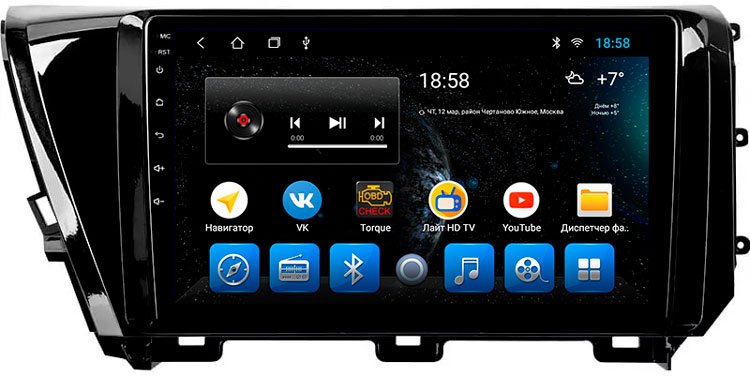 MIC
RST
18:58
18:58
+7°
ЧТ, 12 мар, район Чертаново Южное, Москва
Днём +8°
Ночью +5°
0:00
0:00
OBD
CHECK
Навигатор
VK
Torque
Лайт HD TV
YouTube
Диспетчер фа..